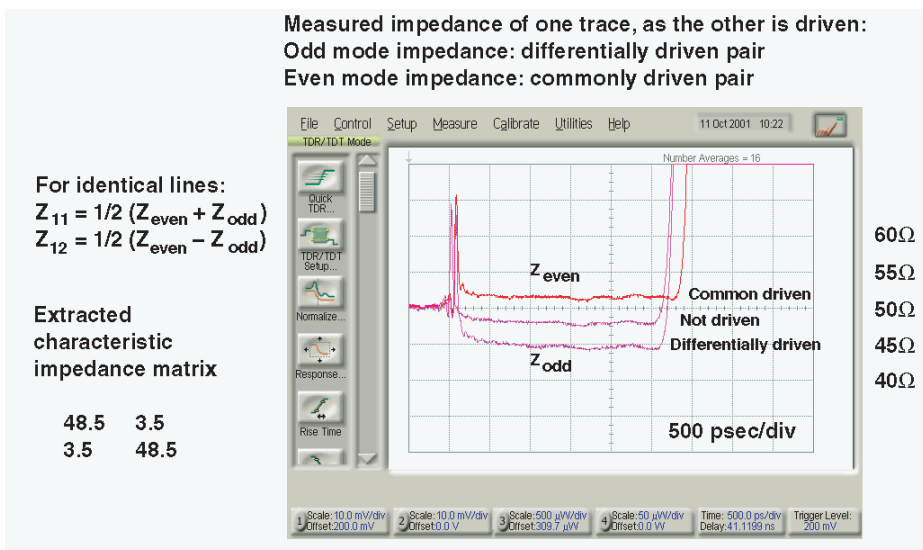 Measured impedance of one trace, as the other is driven:
Odd mode impedance: differentially driven pair
Even mode impedance: commonly driven pair
File Control Setup Measure Calibrate Utilities Help 11 Oct 2001 10:22
TDR/TDT Mode
Number Averages = 16
Quick
TDR...
TDR/TDT
Setup...
Normalize...
Response...
Rise Time
For identical lines:
Z11 = 1/2 (Zeven + Zodd)
Z12 = 1/2 (Zeven – Zodd)
Extracted
characteristic
impedance matrix
48.5 3.5
3.5 48.5
Zeven
Common driven
Not driven
Differentially driven
Zodd
500 psec/div
60Ω
55Ω
50Ω
45Ω
40Ω
1 Scale:10.0 mV/div Offset:200.0 mV
2 Scale:10.0 mV/div Offset:0.0 V
3 Scale:500 µW/div Offset:309.7 µW
4 Scale:50 µW/div Offset:0.0 W
Time: 500.0 ps/div Delay:41.1199 ns
Trigger Level: 200 mV